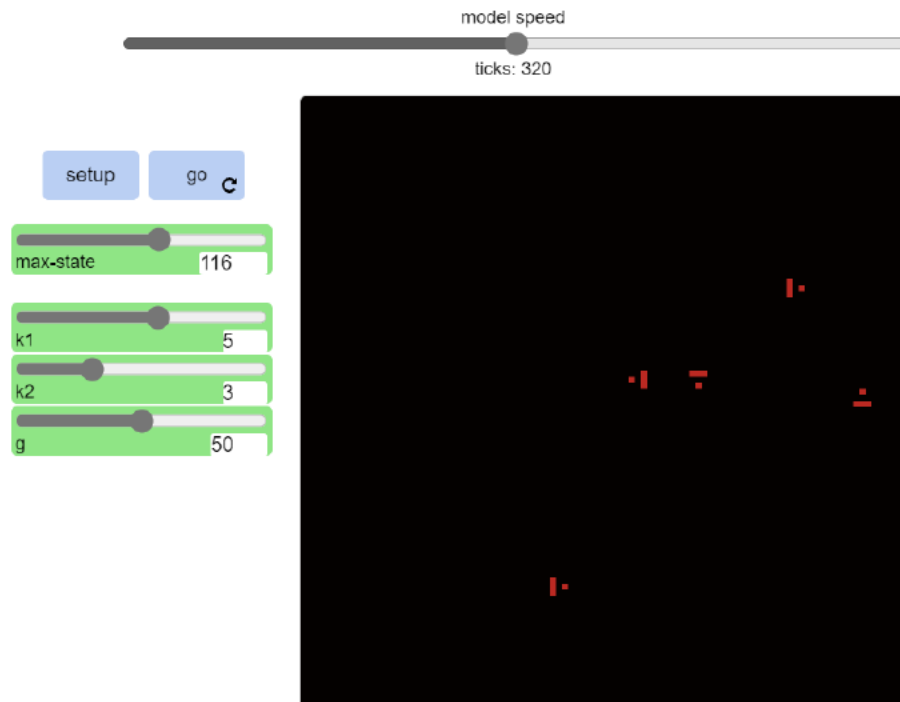 model speed
ticks: 320
setup
go
max-state
116
k1
5
k2
3
g
50